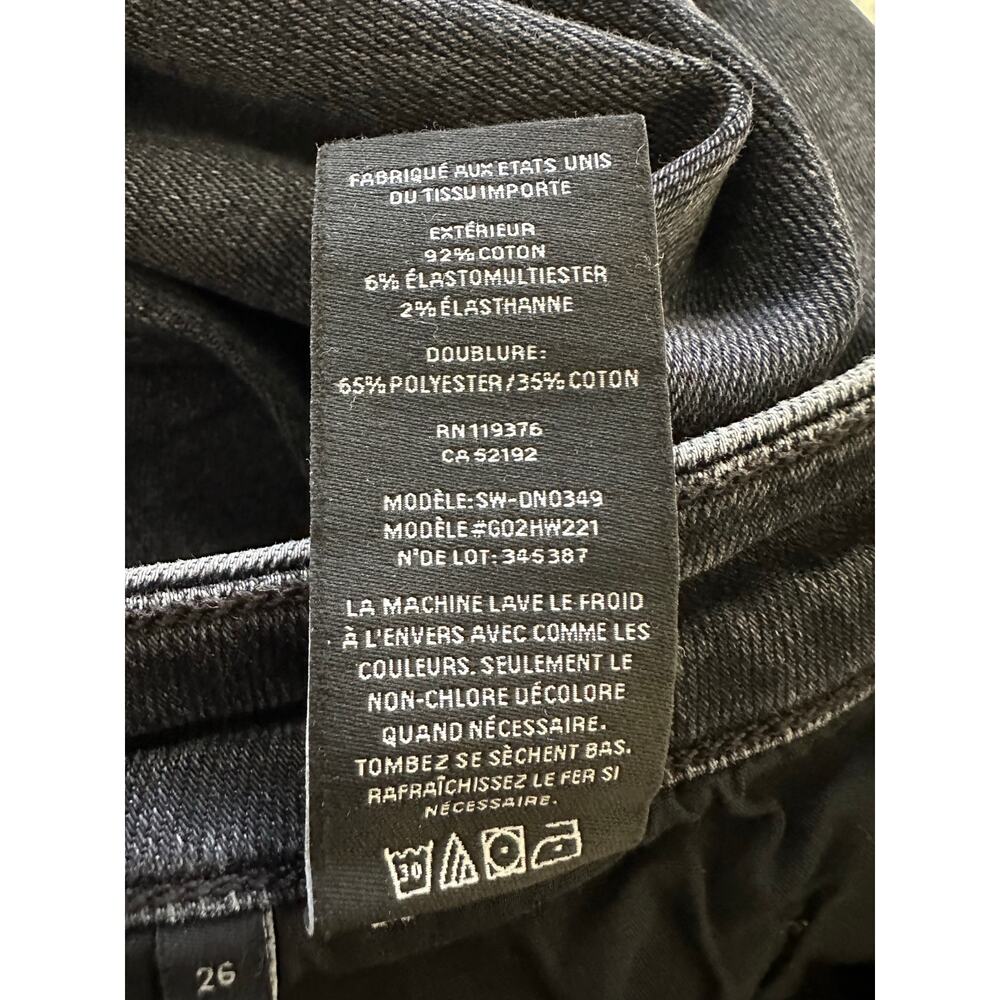 FABRIQUÉ AUX ETATS UNIS
DU TISSU IMPORTE
EXTÉRIEUR
92% COTON
6% ÉLASTOMULTIESTER
2% ÉLASTHANNE
DOUBLURE:
65% POLYESTER/35% COTON
RN 119376
CA 52192
MODÈLE: SW-DN0349
MODÈLE #G02HW221
N°DE LOT: 345387
LA MACHINE LAVE LE FROID
À L'ENVERS AVEC COMME LES
COULEURS. SEULEMENT LE
NON-CHLORE DÉCOLORE
QUAND NÉCESSAIRE.
TOMBEZ SE SÈCHENT BAS.
RAFRAÎCHISSEZ LE FER SI
NÉCESSAIRE.
30
26